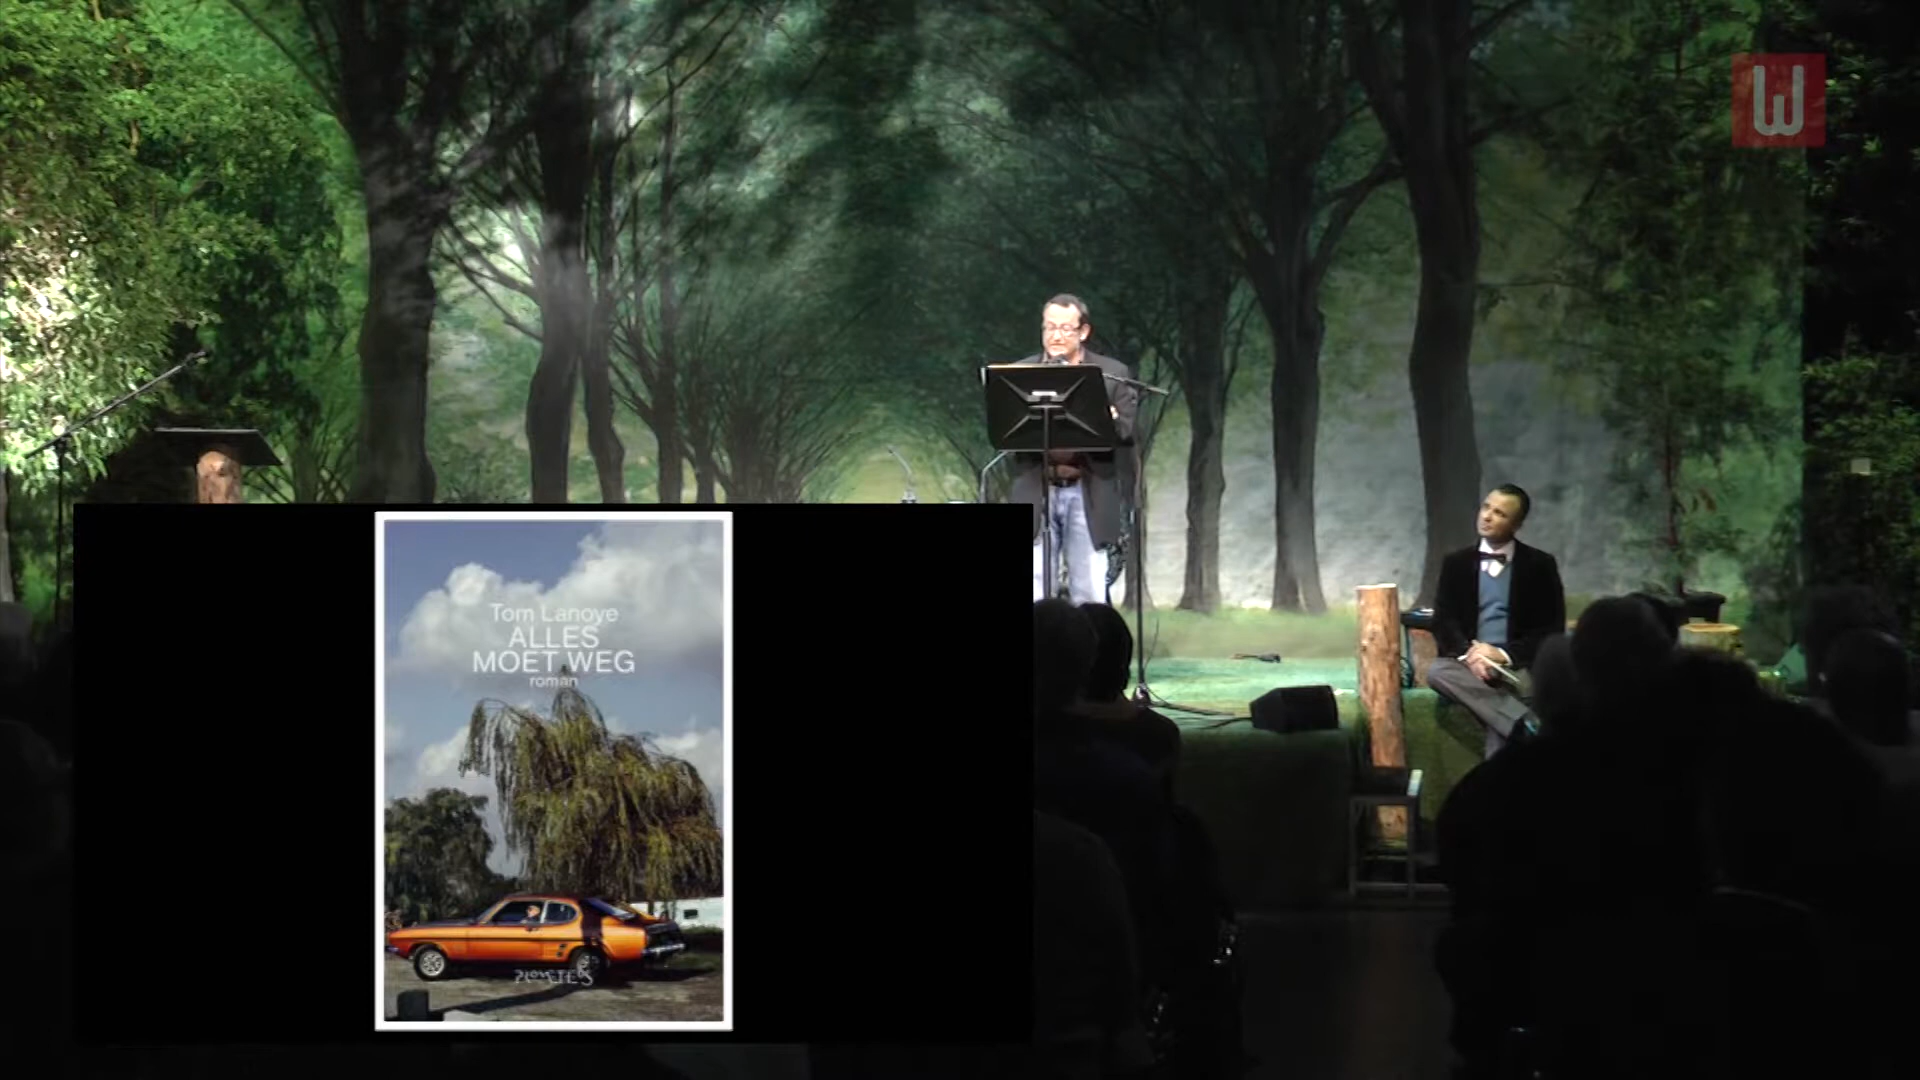 W
Tom Lanoye
ALLES
MOET WEG
roman